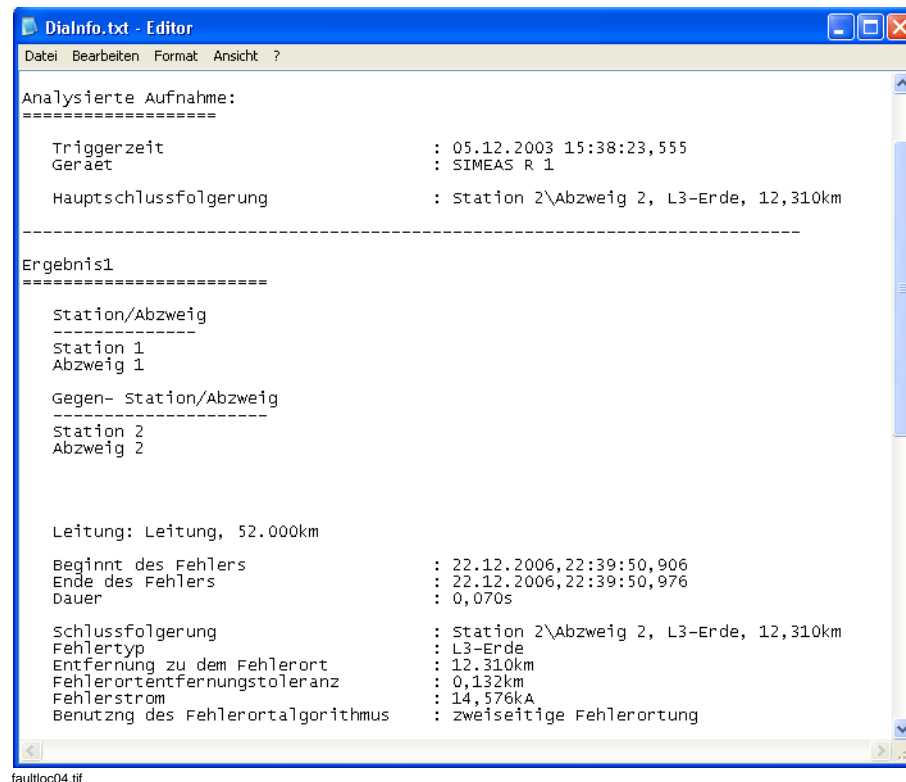 DiaInfo.txt - Editor
Datei Bearbeiten Format Ansicht ?
Analysierte Aufnahme:
===================
Triggerzeit : 05.12.2003 15:38:23,555
Geraet : SIMEAS R 1
Hauptschlussfolgerung : Station 2\Abzweig 2, L3-Erde, 12,310km
-----------------------------------------------------------------------------
Ergebnis1
========================
Station/Abzweig
--------------
Station 1
Abzweig 1
Gegen- Station/Abzweig
---------------------
Station 2
Abzweig 2
Leitung: Leitung, 52.000km
Beginnt des Fehlers : 22.12.2006,22:39:50,906
Ende des Fehlers : 22.12.2006,22:39:50,976
Dauer : 0,070s
Schlussfolgerung : Station 2\Abzweig 2, L3-Erde, 12,310km
Fehlertyp : L3-Erde
Entfernung zu dem Fehlerort : 12.310km
Fehlerortentfernungstoleranz : 0,132km
Fehlerstrom : 14,576kA
Benutzng des Fehlerortalgorithmus : zweiseitige Fehlerortung
faultloc04.tif